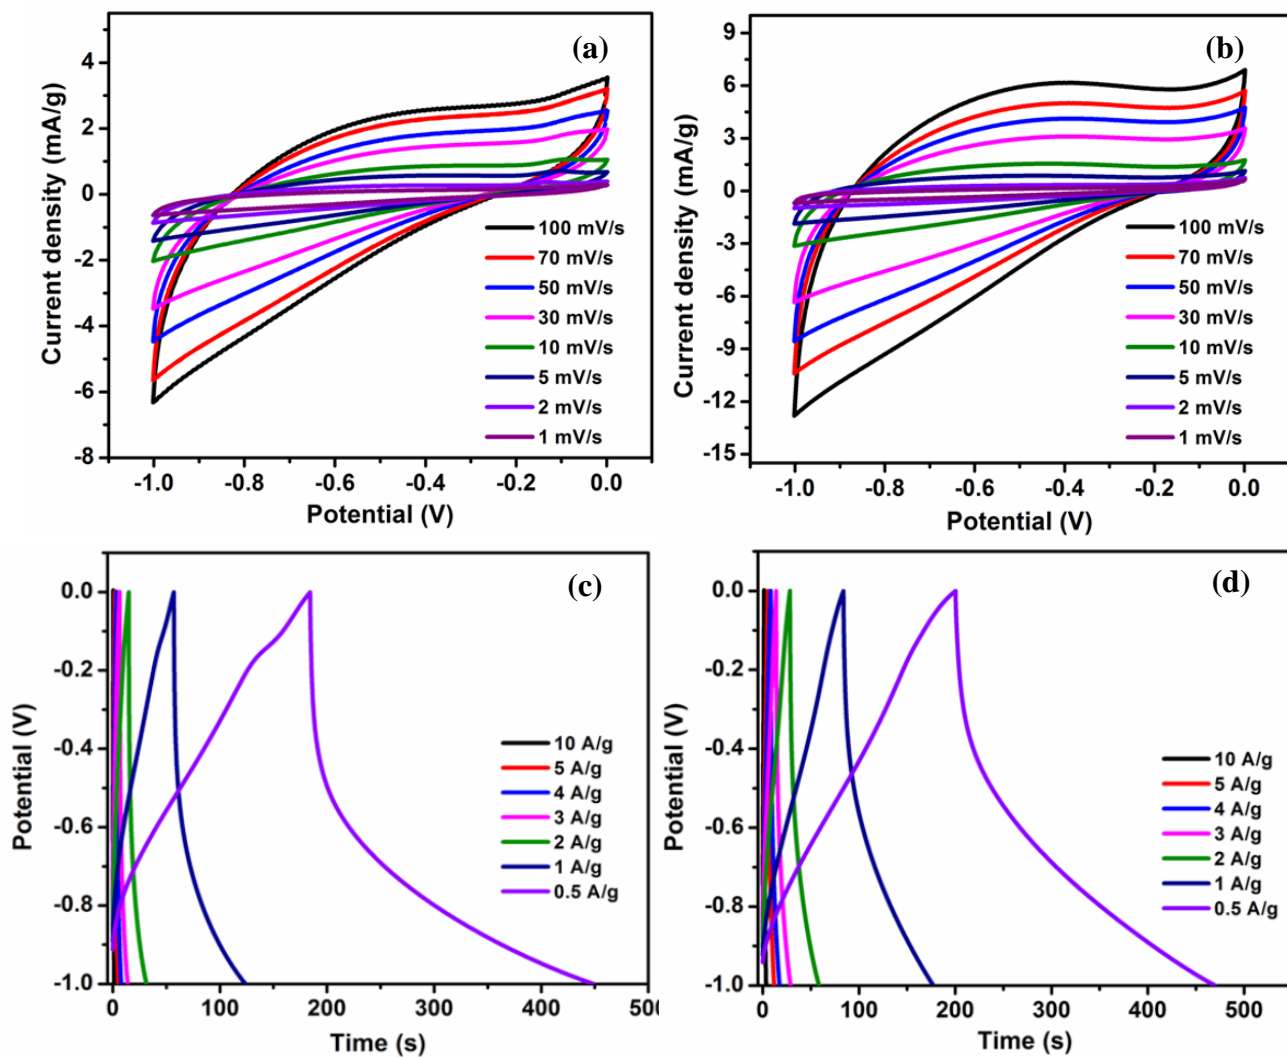 (a)
Current density (mA/g)
4
2
0
-2
-4
-6
-8
100 mV/s
70 mV/s
50 mV/s
30 mV/s
10 mV/s
5 mV/s
2 mV/s
1 mV/s
-1.0 -0.8 -0.6 -0.4 -0.2 0.0
Potential (V)
(b)
Current density (mA/g)
9
6
3
0
-3
-6
-9
-12
-15
100 mV/s
70 mV/s
50 mV/s
30 mV/s
10 mV/s
5 mV/s
2 mV/s
1 mV/s
-1.0 -0.8 -0.6 -0.4 -0.2 0.0
Potential (V)
(c)
Potential (V)
0.0
-0.2
-0.4
-0.6
-0.8
-1.0
10 A/g
5 A/g
4 A/g
3 A/g
2 A/g
1 A/g
0.5 A/g
0 100 200 300 400 500
Time (s)
(d)
Potential (V)
0.0
-0.2
-0.4
-0.6
-0.8
-1.0
10 A/g
5 A/g
4 A/g
3 A/g
2 A/g
1 A/g
0.5 A/g
0 100 200 300 400 500
Time (s)